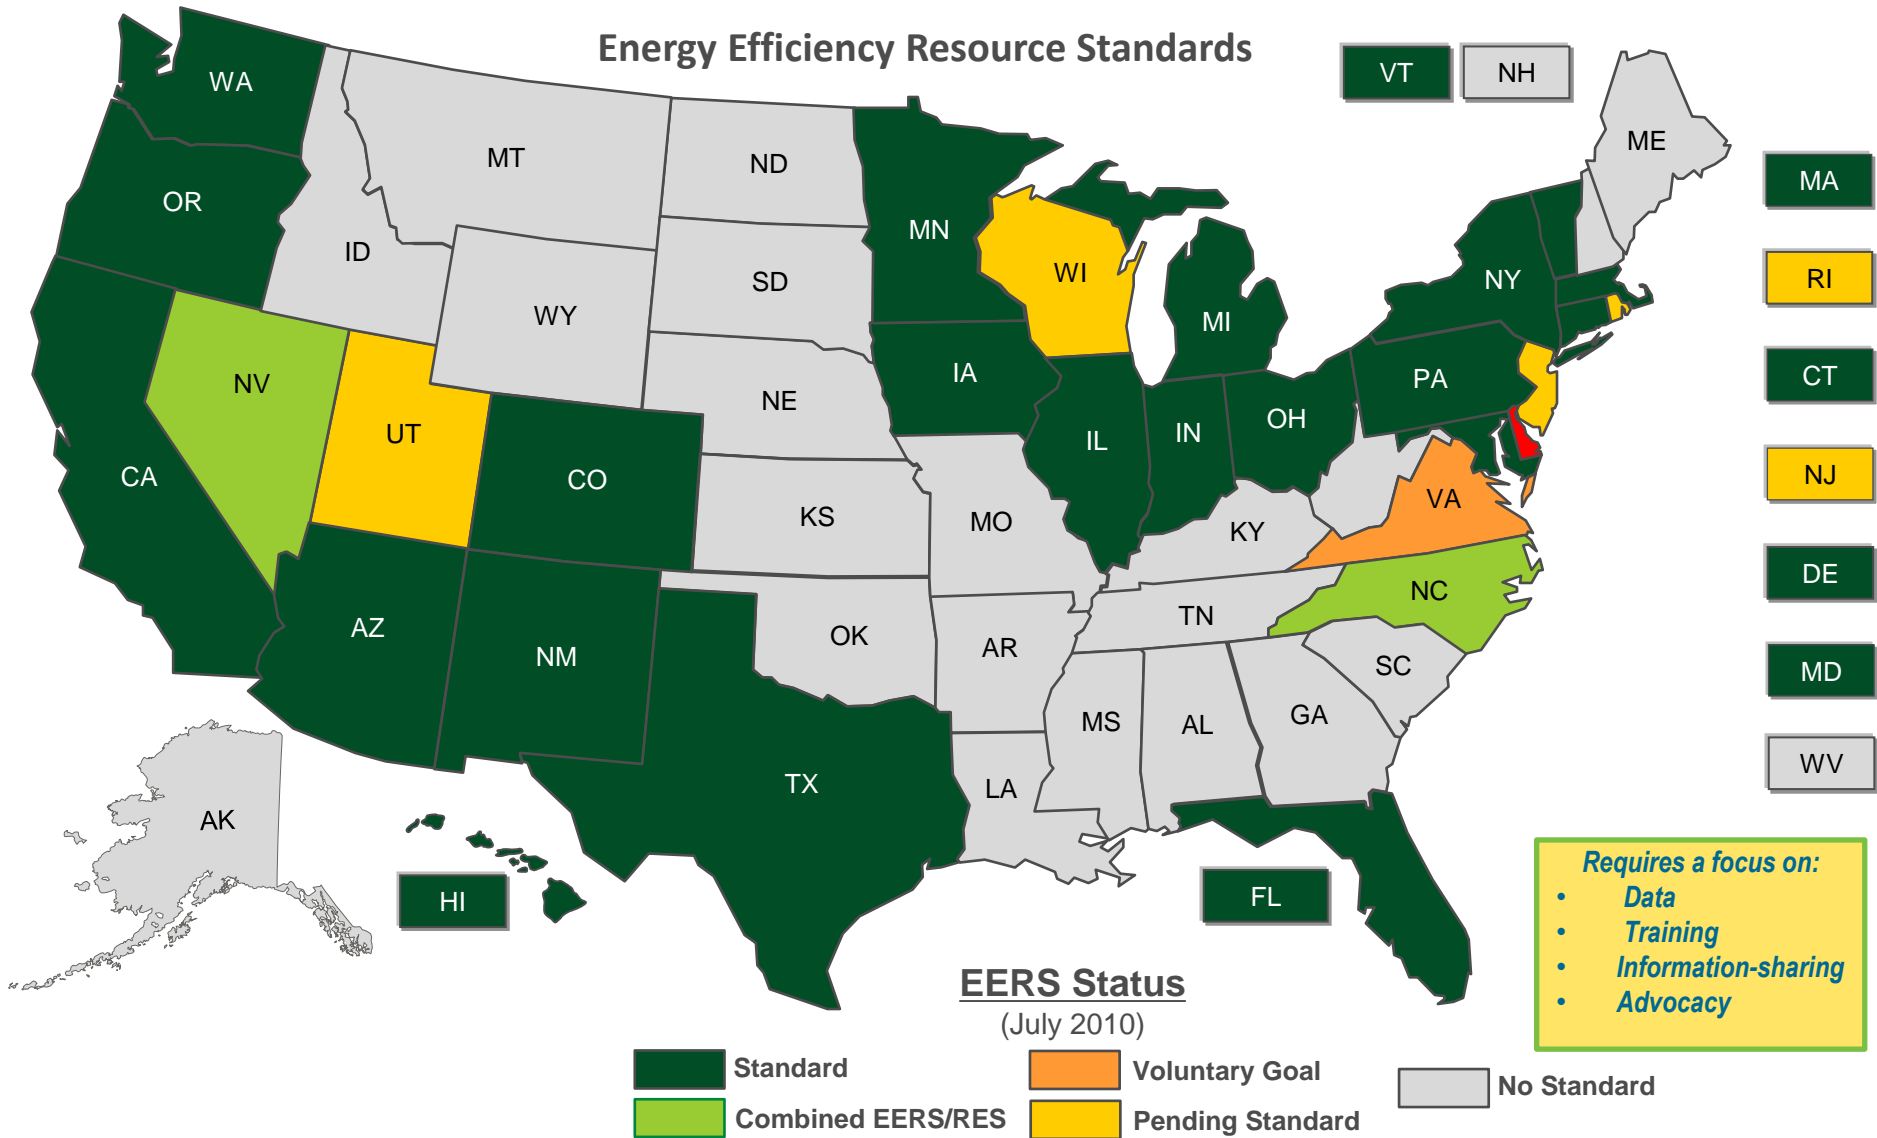 Energy Efficiency Resource Standards
VT
NH
WA
ME
MT
ND
MA
OR
MN
ID
SD
WI
NY
RI
WY
MI
IA
PA
CT
NV
NE
UT
OH
IL
IN
CA
CO
NJ
VA
KS
MO
KY
DE
NC
AZ
TN
OK
NM
AR
SC
MD
GA
MS
AL
WV
TX
LA
AK
HI
FL
Requires a focus on:
• Data
• Training
• Information-sharing
• Advocacy
EERS Status
(July 2010)
Standard
Voluntary Goal
No Standard
Combined EERS/RES
Pending Standard